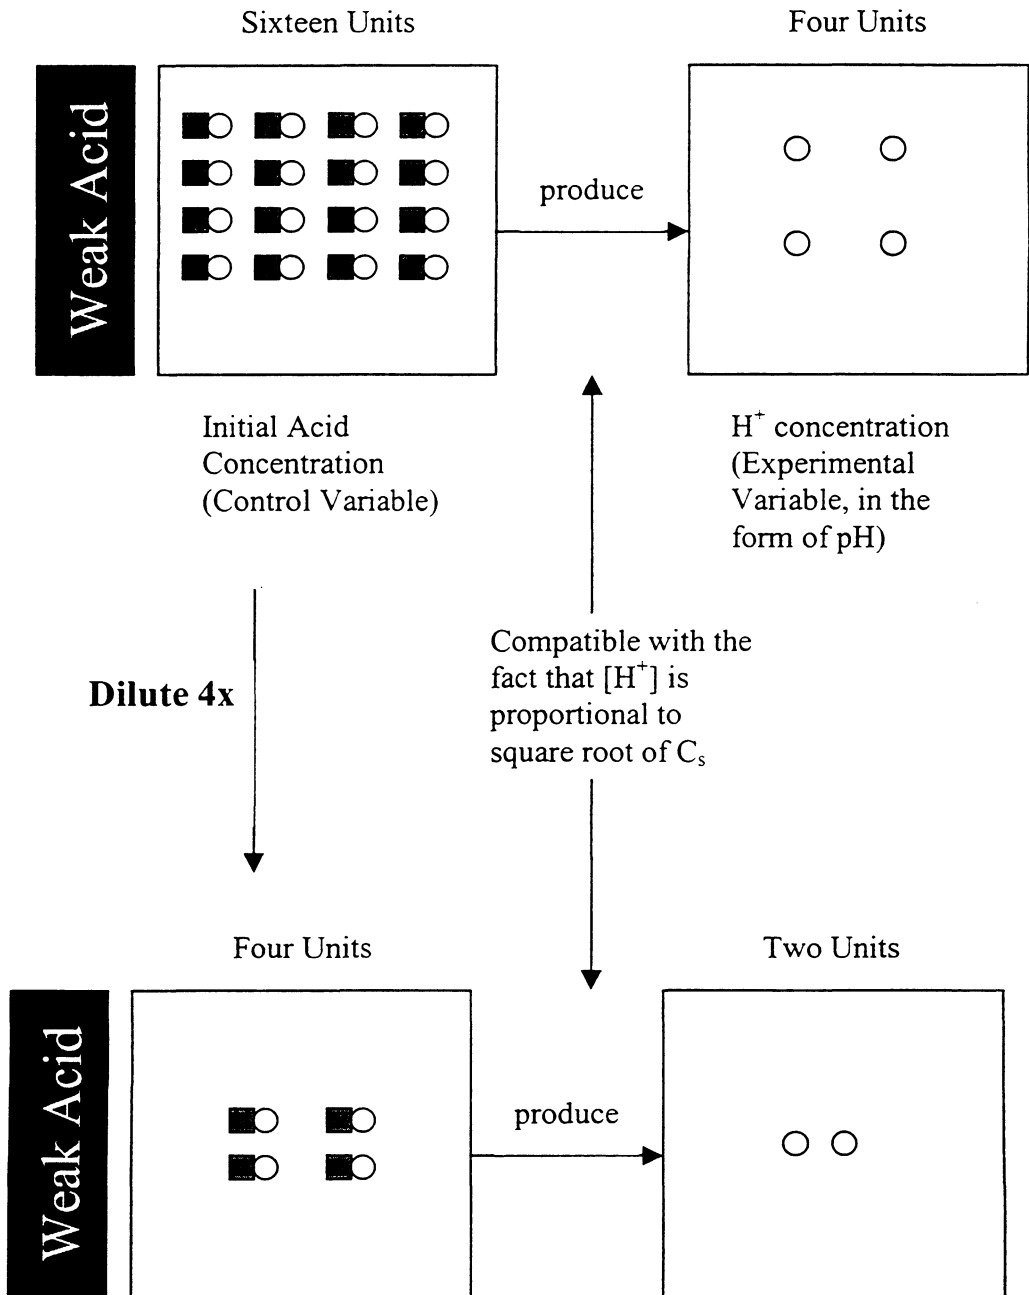 Sixteen Units
Four Units
Weak Acid
produce
Initial Acid
Concentration
(Control Variable)
H⁺ concentration
(Experimental
Variable, in the
form of pH)
Dilute 4x
Compatible with the
fact that [H⁺] is
proportional to
square root of Cₛ
Four Units
Two Units
Weak Acid
produce